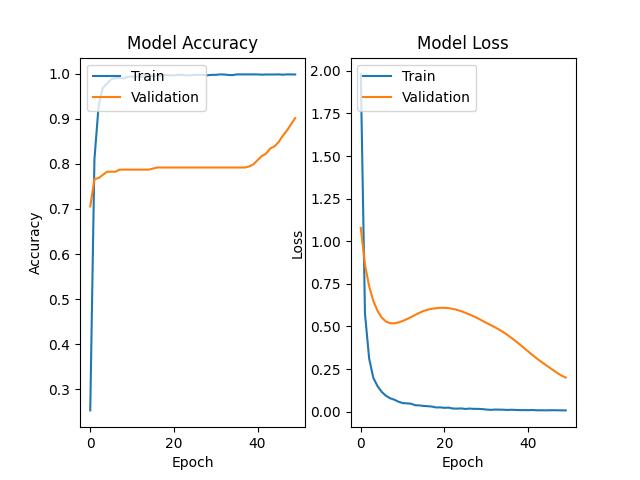 Model Accuracy
1.0
0.9
0.8
0.7
0.6
0.5
0.4
0.3
Accuracy
0
20
40
Epoch
Train
Validation
Model Loss
2.00
1.75
1.50
1.25
1.00
0.75
0.50
0.25
0.00
Loss
0
20
40
Epoch
Train
Validation